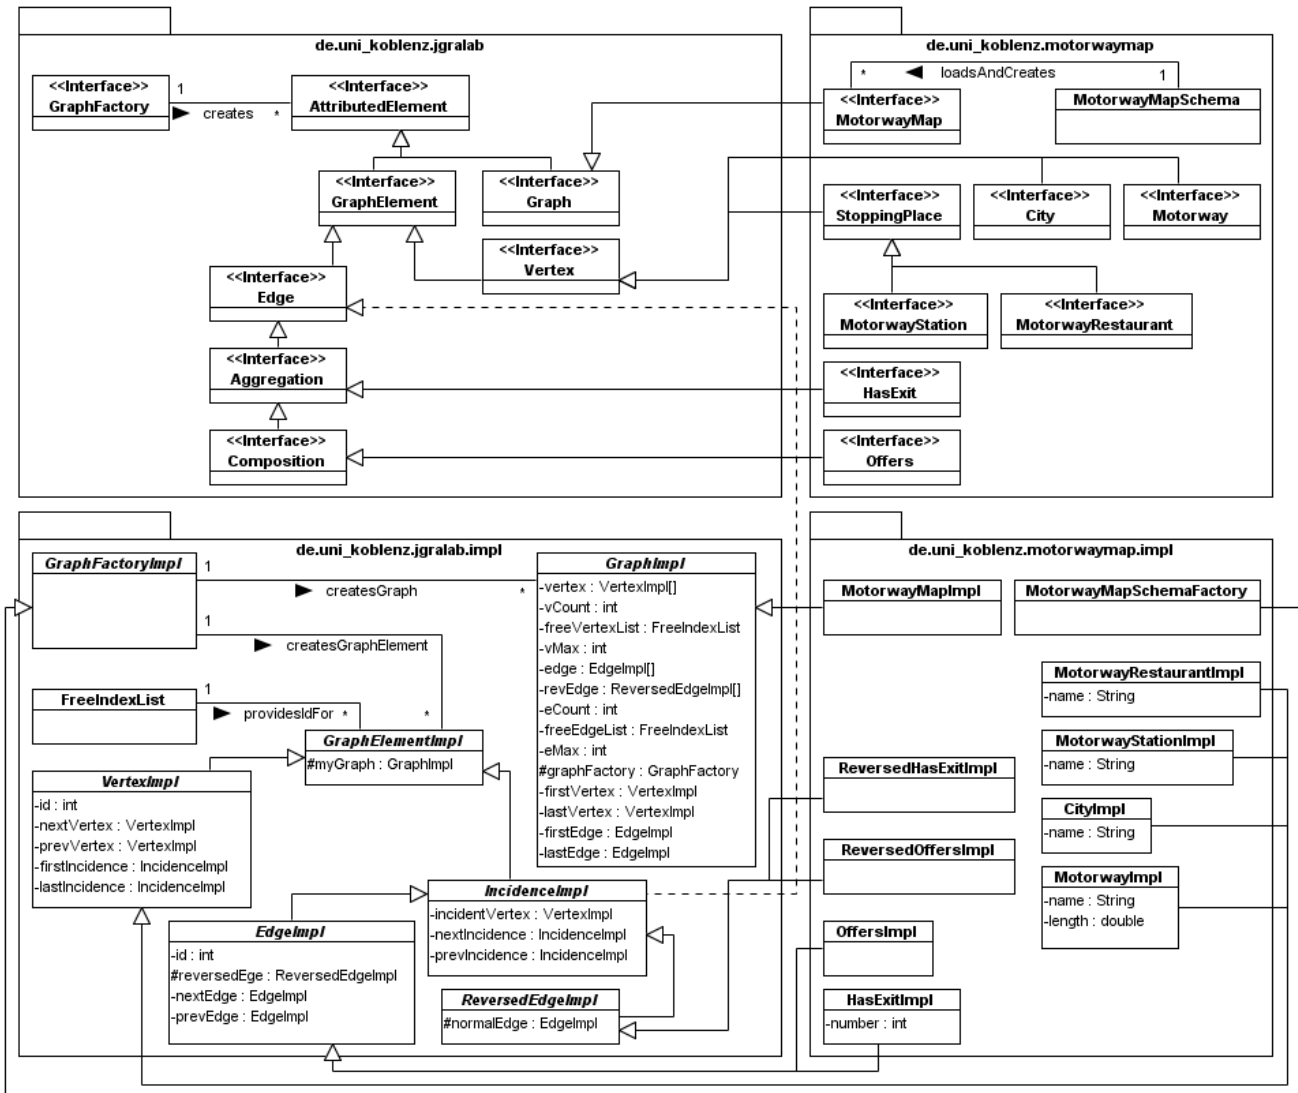 de.uni_koblenz.jgralab
<<Interface>>
GraphFactory
1
creates
*
<<Interface>>
AttributedElement
<<Interface>>
GraphElement
<<Interface>>
Graph
<<Interface>>
Vertex
<<Interface>>
Edge
<<Interface>>
Aggregation
<<Interface>>
Composition
de.uni_koblenz.motorwaymap
*
loadsAndCreates
1
<<Interface>>
MotorwayMap
MotorwayMapSchema
<<Interface>>
StoppingPlace
<<Interface>>
City
<<Interface>>
Motorway
<<Interface>>
MotorwayStation
<<Interface>>
MotorwayRestaurant
<<Interface>>
HasExit
<<Interface>>
Offers
de.uni_koblenz.jgralab.impl
GraphFactoryImpl
1
createsGraph
*
1
createsGraphElement
*
FreeIndexList
1
providesIdFor
*
GraphImpl
-vertex : VertexImpl[]
-vCount : int
-freeVertexList : FreeIndexList
-vMax : int
-edge : EdgeImpl[]
-revEdge : ReversedEdgeImpl[]
-eCount : int
-freeEdgeList : FreeIndexList
-eMax : int
#graphFactory : GraphFactory
-firstVertex : VertexImpl
-lastVertex : VertexImpl
-firstEdge : EdgeImpl
-lastEdge : EdgeImpl
GraphElementImpl
#myGraph : GraphImpl
VertexImpl
-id : int
-nextVertex : VertexImpl
-prevVertex : VertexImpl
-firstIncidence : IncidenceImpl
-lastIncidence : IncidenceImpl
IncidenceImpl
-incidentVertex : VertexImpl
-nextIncidence : IncidenceImpl
-prevIncidence : IncidenceImpl
EdgeImpl
-id : int
#reversedEge : ReversedEdgeImpl
-nextEdge : EdgeImpl
-prevEdge : EdgeImpl
ReversedEdgeImpl
#normalEdge : EdgeImpl
de.uni_koblenz.motorwaymap.impl
MotorwayMapImpl
MotorwayMapSchemaFactory
MotorwayRestaurantImpl
-name : String
MotorwayStationImpl
-name : String
ReversedHasExitImpl
CityImpl
-name : String
ReversedOffersImpl
MotorwayImpl
-name : String
-length : double
OffersImpl
HasExitImpl
-number : int